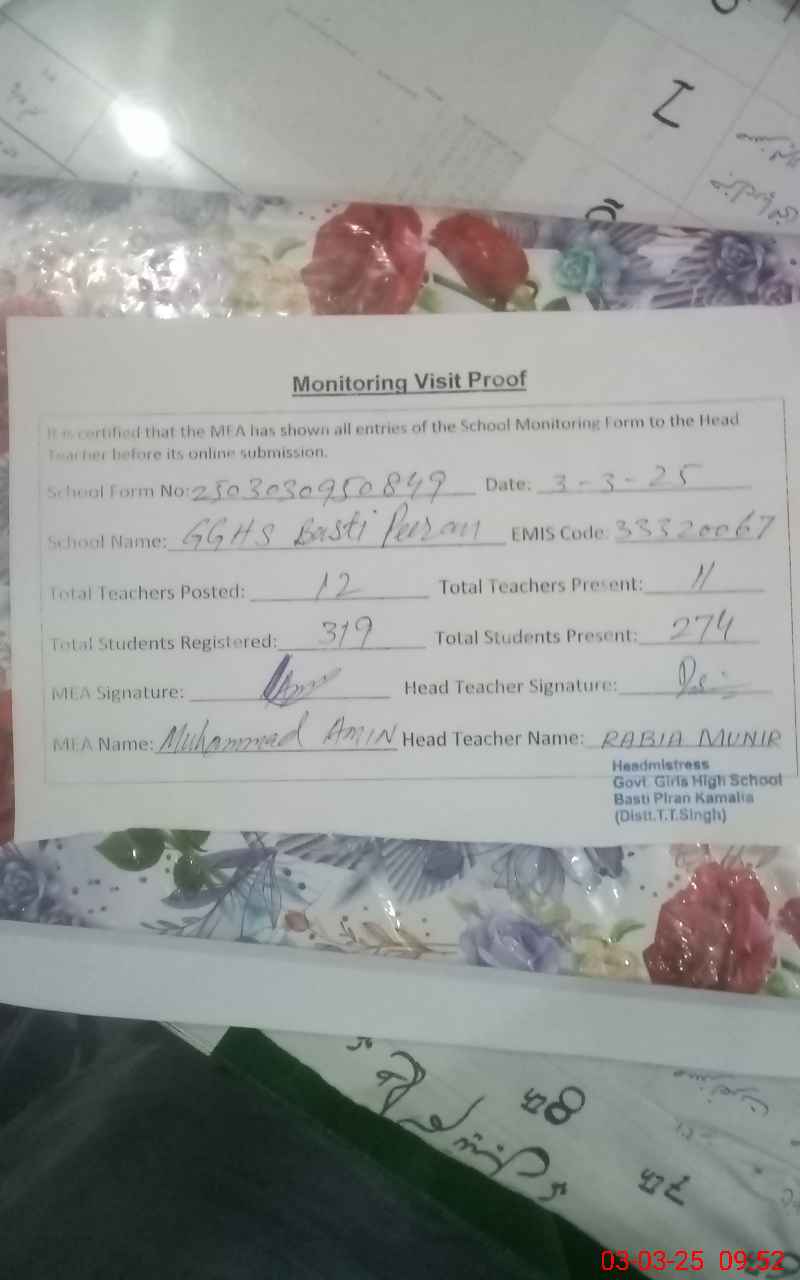 I
Monitoring Visit Proof
It is certified that the MEA has shown all entries of the School Monitoring Form to the Head
Teacher before its online submission.
School Form No: 2503030950849 Date: 3-3-25
School Name: GGHS Basti Peeran EMIS Code: 33320067
Total Teachers Posted: 12 Total Teachers Present: 11
Total Students Registered: 319 Total Students Present: 274
MEA Signature: Head Teacher Signature:
MEA Name: Muhammad AMIN Head Teacher Name: RABIA MUNIR
Headmistress
Govt. Girls High School
Basti Piran Kamalia
(Distt.T.T.Singh)
8th
7th
03-03-25 09:52